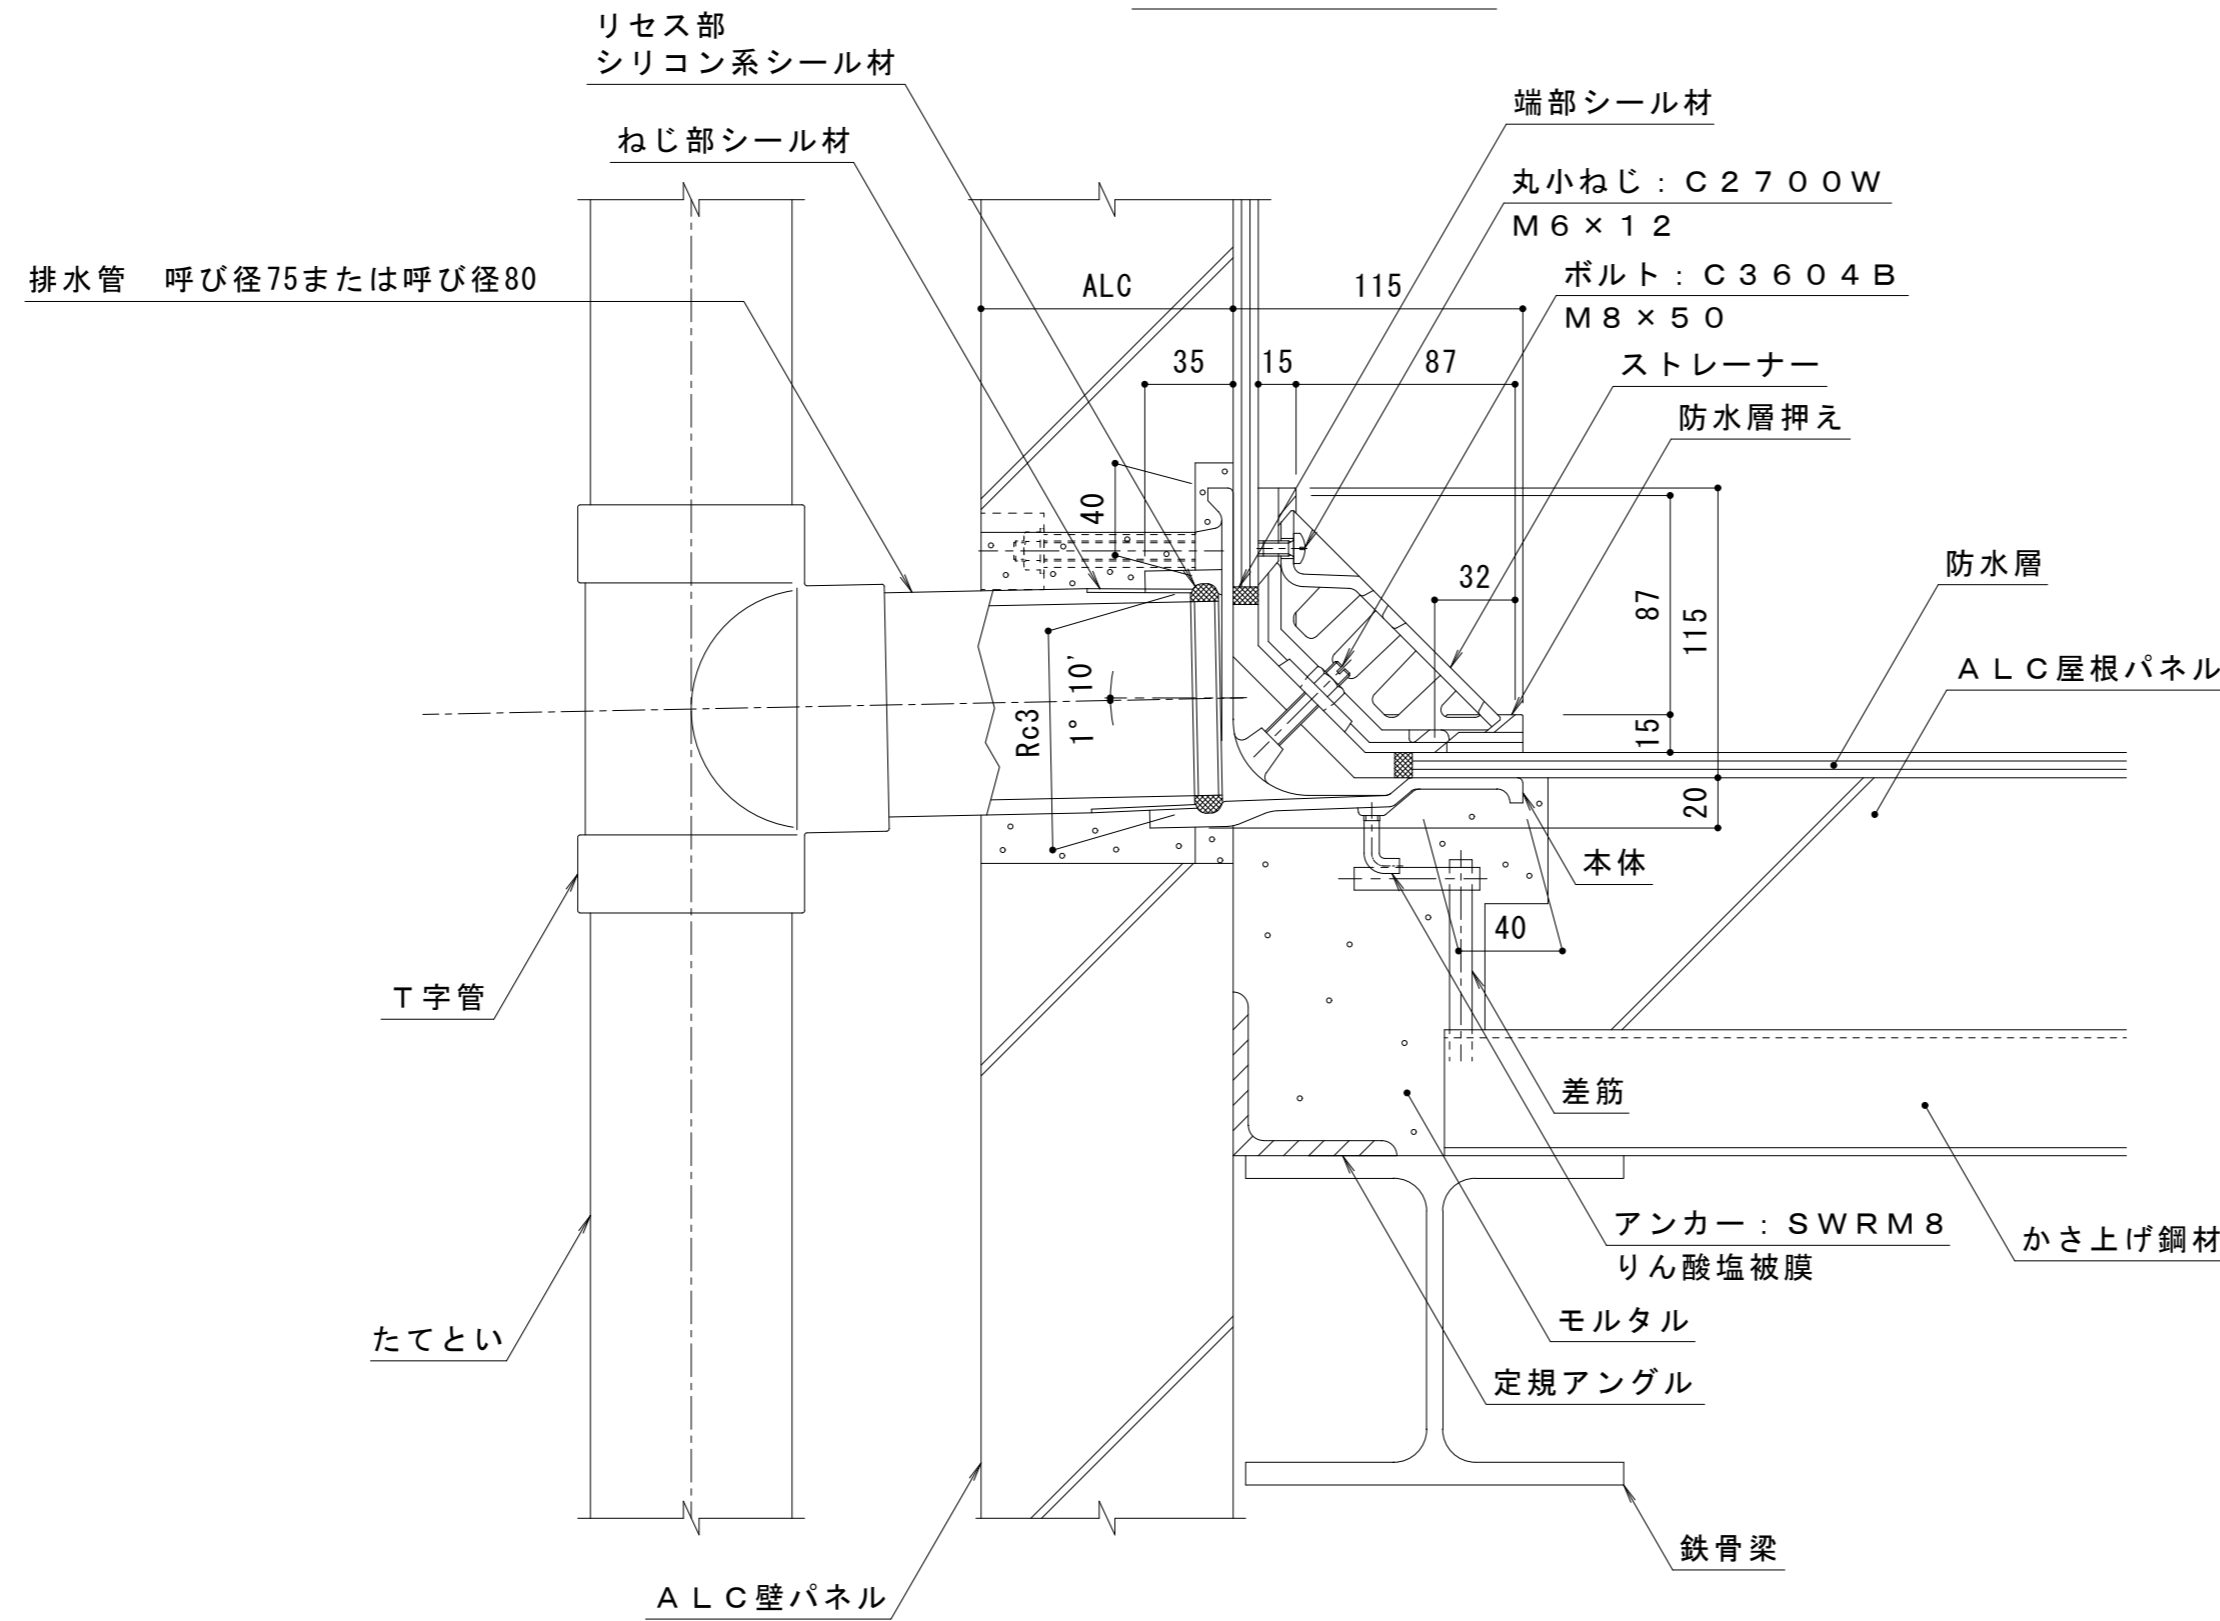 リセス部
シリコン系シール材
ねじ部シール材
排水管　呼び径75または呼び径80
端部シール材
丸小ねじ：Ｃ２７００Ｗ
Ｍ６×１２
ボルト：Ｃ３６０４Ｂ
Ｍ８×５０
ストレーナー
防水層押え
ALC
115
35
15
87
40
32
87
115
15
20
Rc3
1° 10'
40
防水層
ＡＬＣ屋根パネル
本体
Ｔ字管
差筋
アンカー：ＳＷＲＭ８
りん酸塩被膜
かさ上げ鋼材
モルタル
たてとい
定規アングル
鉄骨梁
ＡＬＣ壁パネル